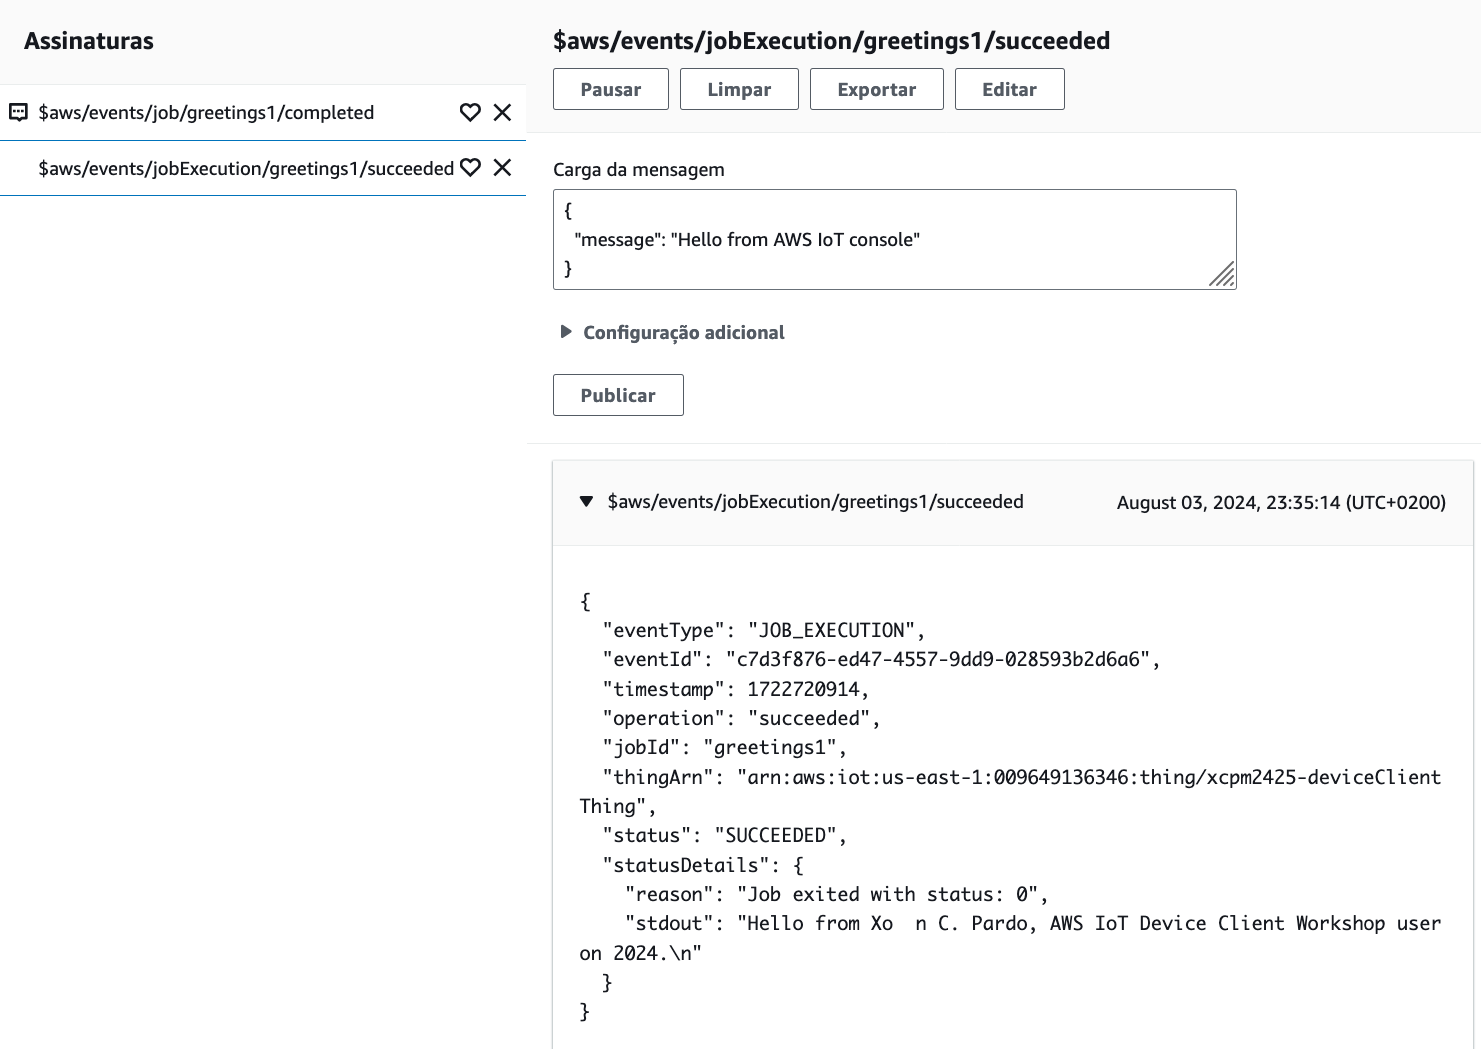 Assinaturas
$aws/events/job/greetings1/completed
$aws/events/jobExecution/greetings1/succeeded
$aws/events/jobExecution/greetings1/succeeded
Pausar
Limpar
Exportar
Editar
Carga da mensagem
{
"message": "Hello from AWS IoT console"
}
Configuração adicional
Publicar
$aws/events/jobExecution/greetings1/succeeded
August 03, 2024, 23:35:14 (UTC+0200)
{
"eventType": "JOB_EXECUTION",
"eventId": "c7d3f876-ed47-4557-9dd9-028593b2d6a6",
"timestamp": 1722720914,
"operation": "succeeded",
"jobId": "greetings1",
"thingArn": "arn:aws:iot:us-east-1:009649136346:thing/xcpm2425-deviceClient
Thing",
"status": "SUCCEEDED",
"statusDetails": {
"reason": "Job exited with status: 0",
"stdout": "Hello from Xo  n C. Pardo, AWS IoT Device Client Workshop user
on 2024.\n"
}
}